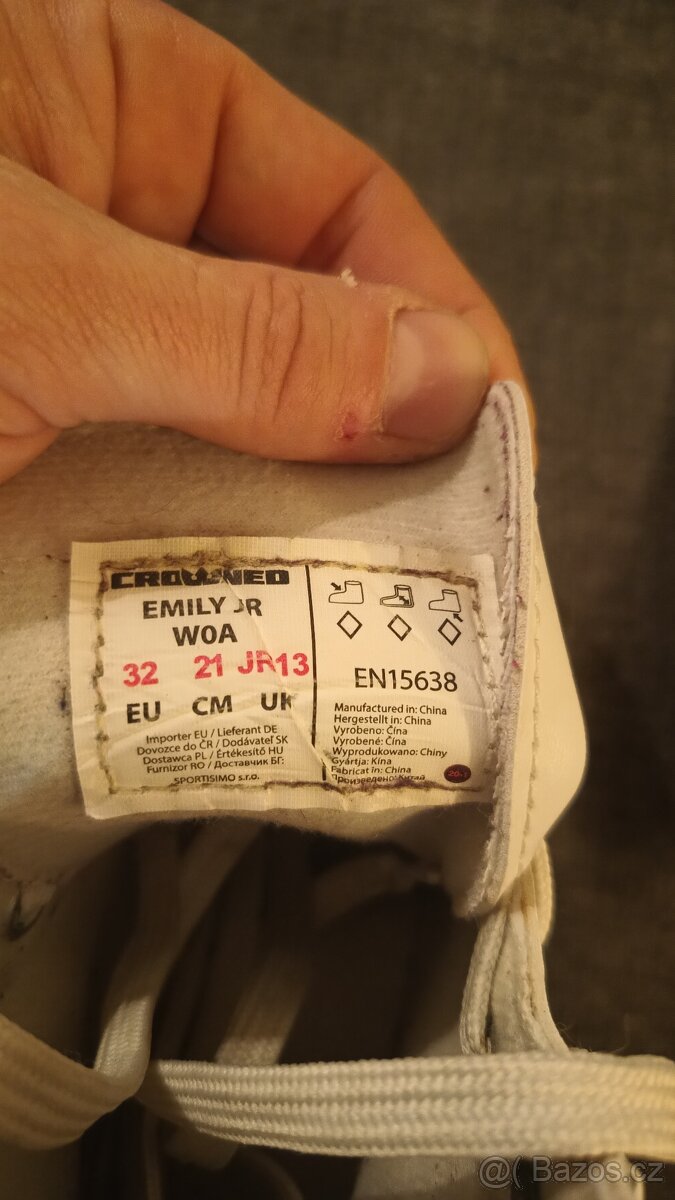 CROWNED
EMILY JR
W0A
32 21 JR13
EU CM UK
Importer EU / Lieferant DE
Dovozce do ČR / Dodávateľ SK
Dostawca PL / Értékesítő HU
Furnizor RO / Доставчик БГ:
SPORTISIMO s.r.o.
EN15638
Manufactured in: China
Hergestellt in: China
Vyrobeno: Čína
Vyrobené: Čína
Wyprodukowano: Chiny
Gyártja: Kína
Fabricat in: China
Произведено: Китай
@( Bazos.cz